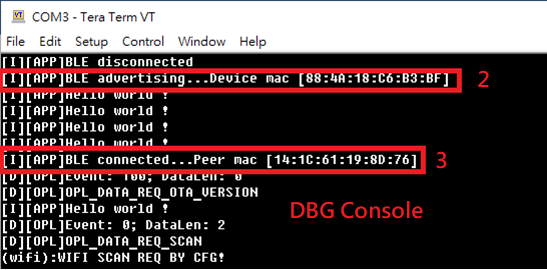 COM3 - Tera Term VT
File Edit Setup Control Window Help
[I][APP]BLE disconnected
[I][APP]BLE advertising...Device mac [88:4A:18:C6:B3:BF]
2
[I][APP]Hello world !
[I][APP]Hello world !
[I][APP]Hello world !
[I][APP]Hello world !
[I][APP]BLE connected...Peer mac [14:1C:61:19:8D:76]
3
[D][OPL]Event: 100; DataLen: 0
[D][OPL]OPL_DATA_REQ_OTA_VERSION
[I][APP]Hello world !
[D][OPL]Event: 0; DataLen: 2
DBG Console
[D][OPL]OPL_DATA_REQ_SCAN
(wifi):WIFI SCAN REQ BY CFG!